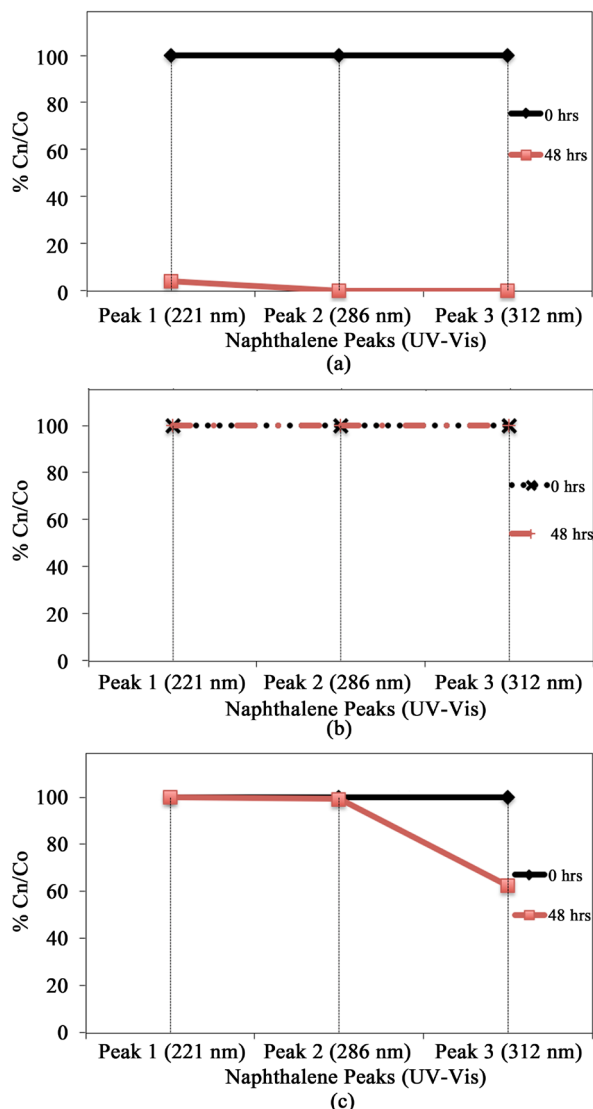 100
80
60
40
20
0
% Cn/Co
0 hrs
48 hrs
Peak 1 (221 nm) Peak 2 (286 nm) Peak 3 (312 nm)
Naphthalene Peaks (UV-Vis)
(a)
100
80
60
40
20
0
% Cn/Co
0 hrs
48 hrs
Peak 1 (221 nm) Peak 2 (286 nm) Peak 3 (312 nm)
Naphthalene Peaks (UV-Vis)
(b)
100
80
60
40
20
0
% Cn/Co
0 hrs
48 hrs
Peak 1 (221 nm) Peak 2 (286 nm) Peak 3 (312 nm)
Naphthalene Peaks (UV-Vis)
(c)